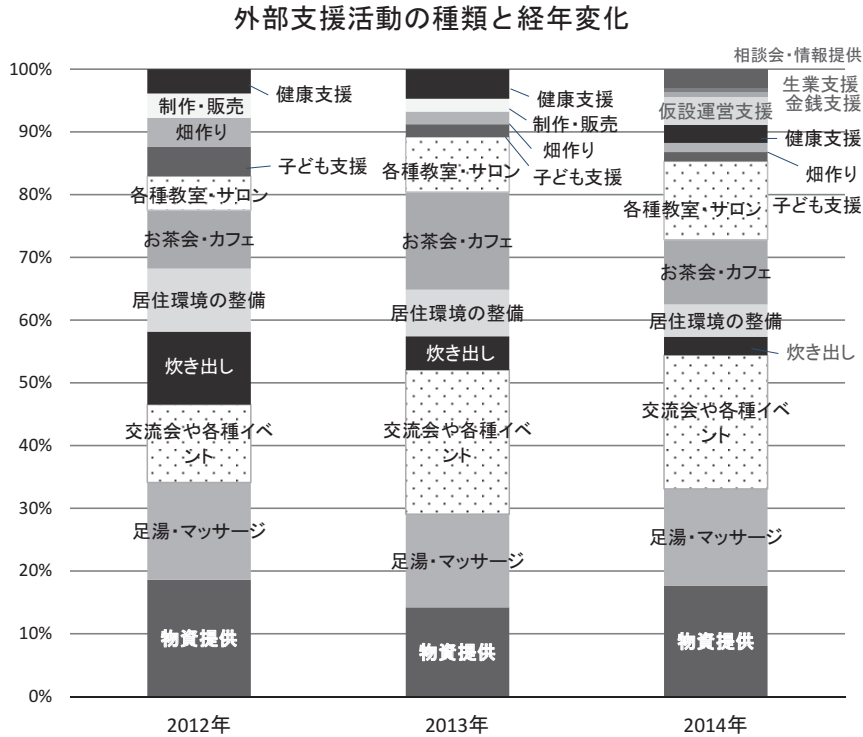 外部支援活動の種類と経年変化
100%
90%
80%
70%
60%
50%
40%
30%
20%
10%
0%
健康支援
制作・販売
畑作り
子ども支援
各種教室・サロン
お茶会・カフェ
居住環境の整備
炊き出し
交流会や各種イベ
ント
足湯・マッサージ
物資提供
2012年
健康支援
制作・販売
畑作り
子ども支援
各種教室・サロン
お茶会・カフェ
居住環境の整備
炊き出し
交流会や各種イベ
ント
足湯・マッサージ
物資提供
2013年
相談会・情報提供
生業支援
金銭支援
仮設運営支援
健康支援
畑作り
子ども支援
各種教室・サロン
お茶会・カフェ
居住環境の整備
炊き出し
交流会や各種イベ
ント
足湯・マッサージ
物資提供
2014年